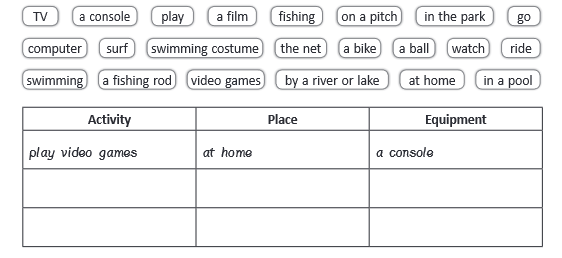 TV a console play a film fishing on a pitch in the park go
computer surf swimming costume the net a bike a ball watch ride
swimming a fishing rod video games by a river or lake at home in a pool
Activity Place Equipment
play video games at home a console